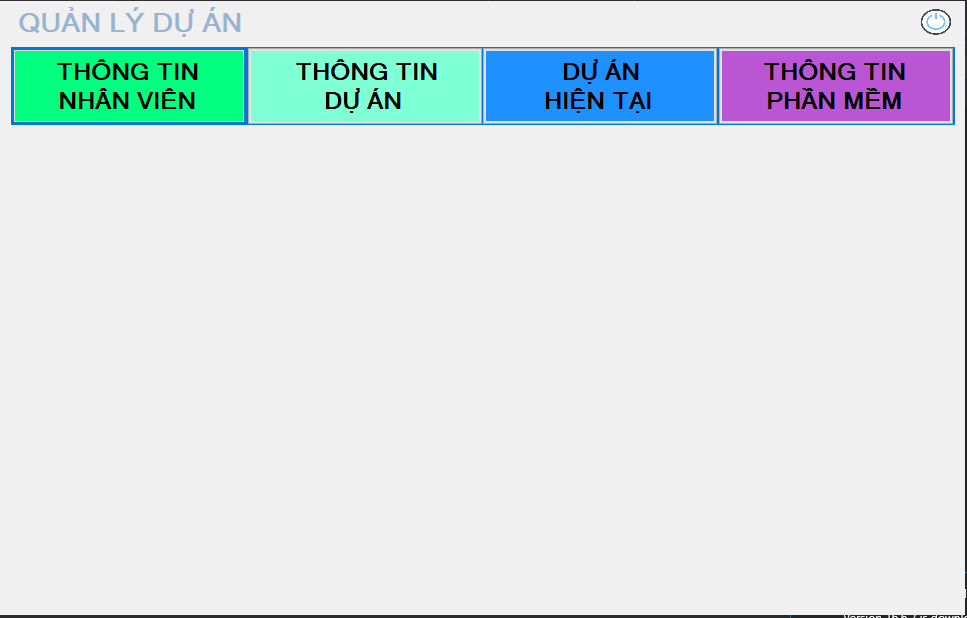 QUẢN LÝ DỰ ÁN
THÔNG TIN
NHÂN VIÊN
THÔNG TIN
DỰ ÁN
DỰ ÁN
HIỆN TẠI
THÔNG TIN
PHẦN MỀM